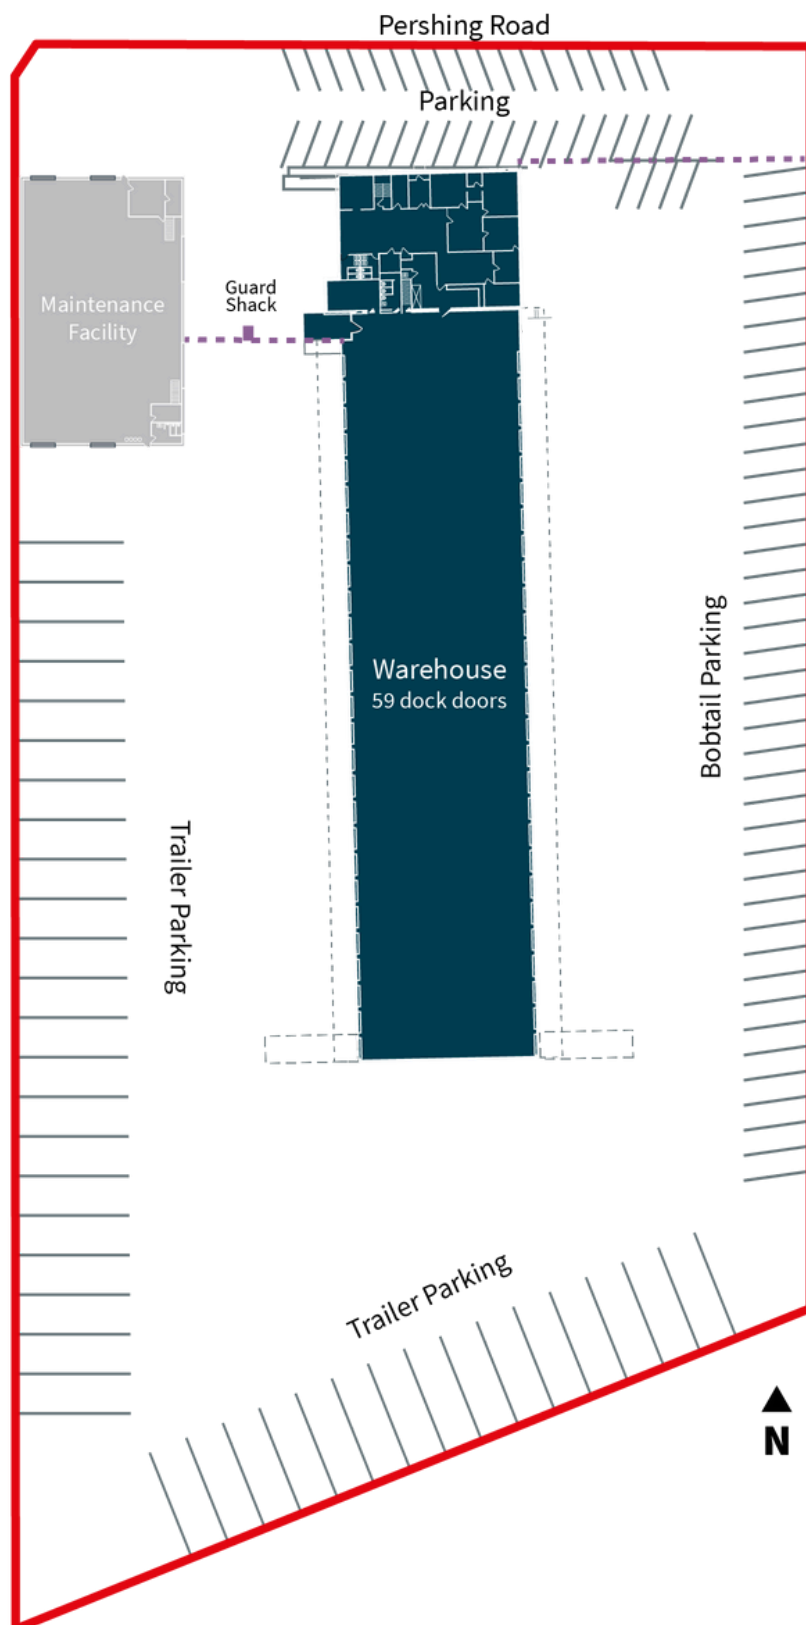 Pershing Road
Parking
Guard
Shack
Maintenance
Facility
Warehouse
59 dock doors
Bobtail Parking
Trailer Parking
Trailer Parking
N